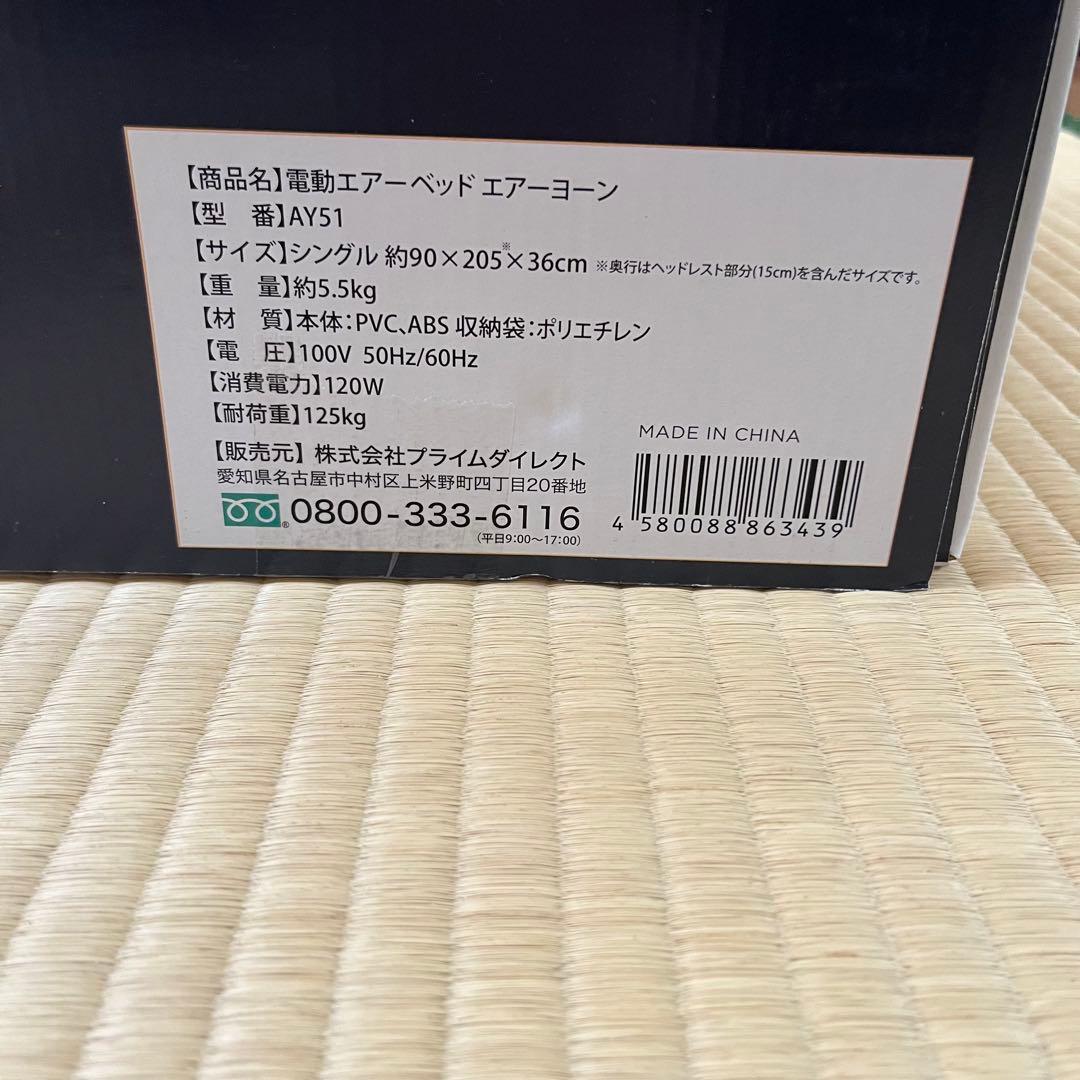 【商品名】電動エアーベッド エアーヨーン
【型　番】AY51
【サイズ】シングル 約90×205※×36cm ※奥行はヘッドレスト部分(15cm)を含んだサイズです。
【重　量】約5.5kg
【材　質】本体：PVC、ABS 収納袋：ポリエチレン
【電　圧】100V 50Hz/60Hz
【消費電力】120W
【耐荷重】125kg
【販売元】株式会社プライムダイレクト
愛知県名古屋市中村区上米野町四丁目20番地
® 0800-333-6116
(平日9:00～17:00)
MADE IN CHINA
4 580088 863439